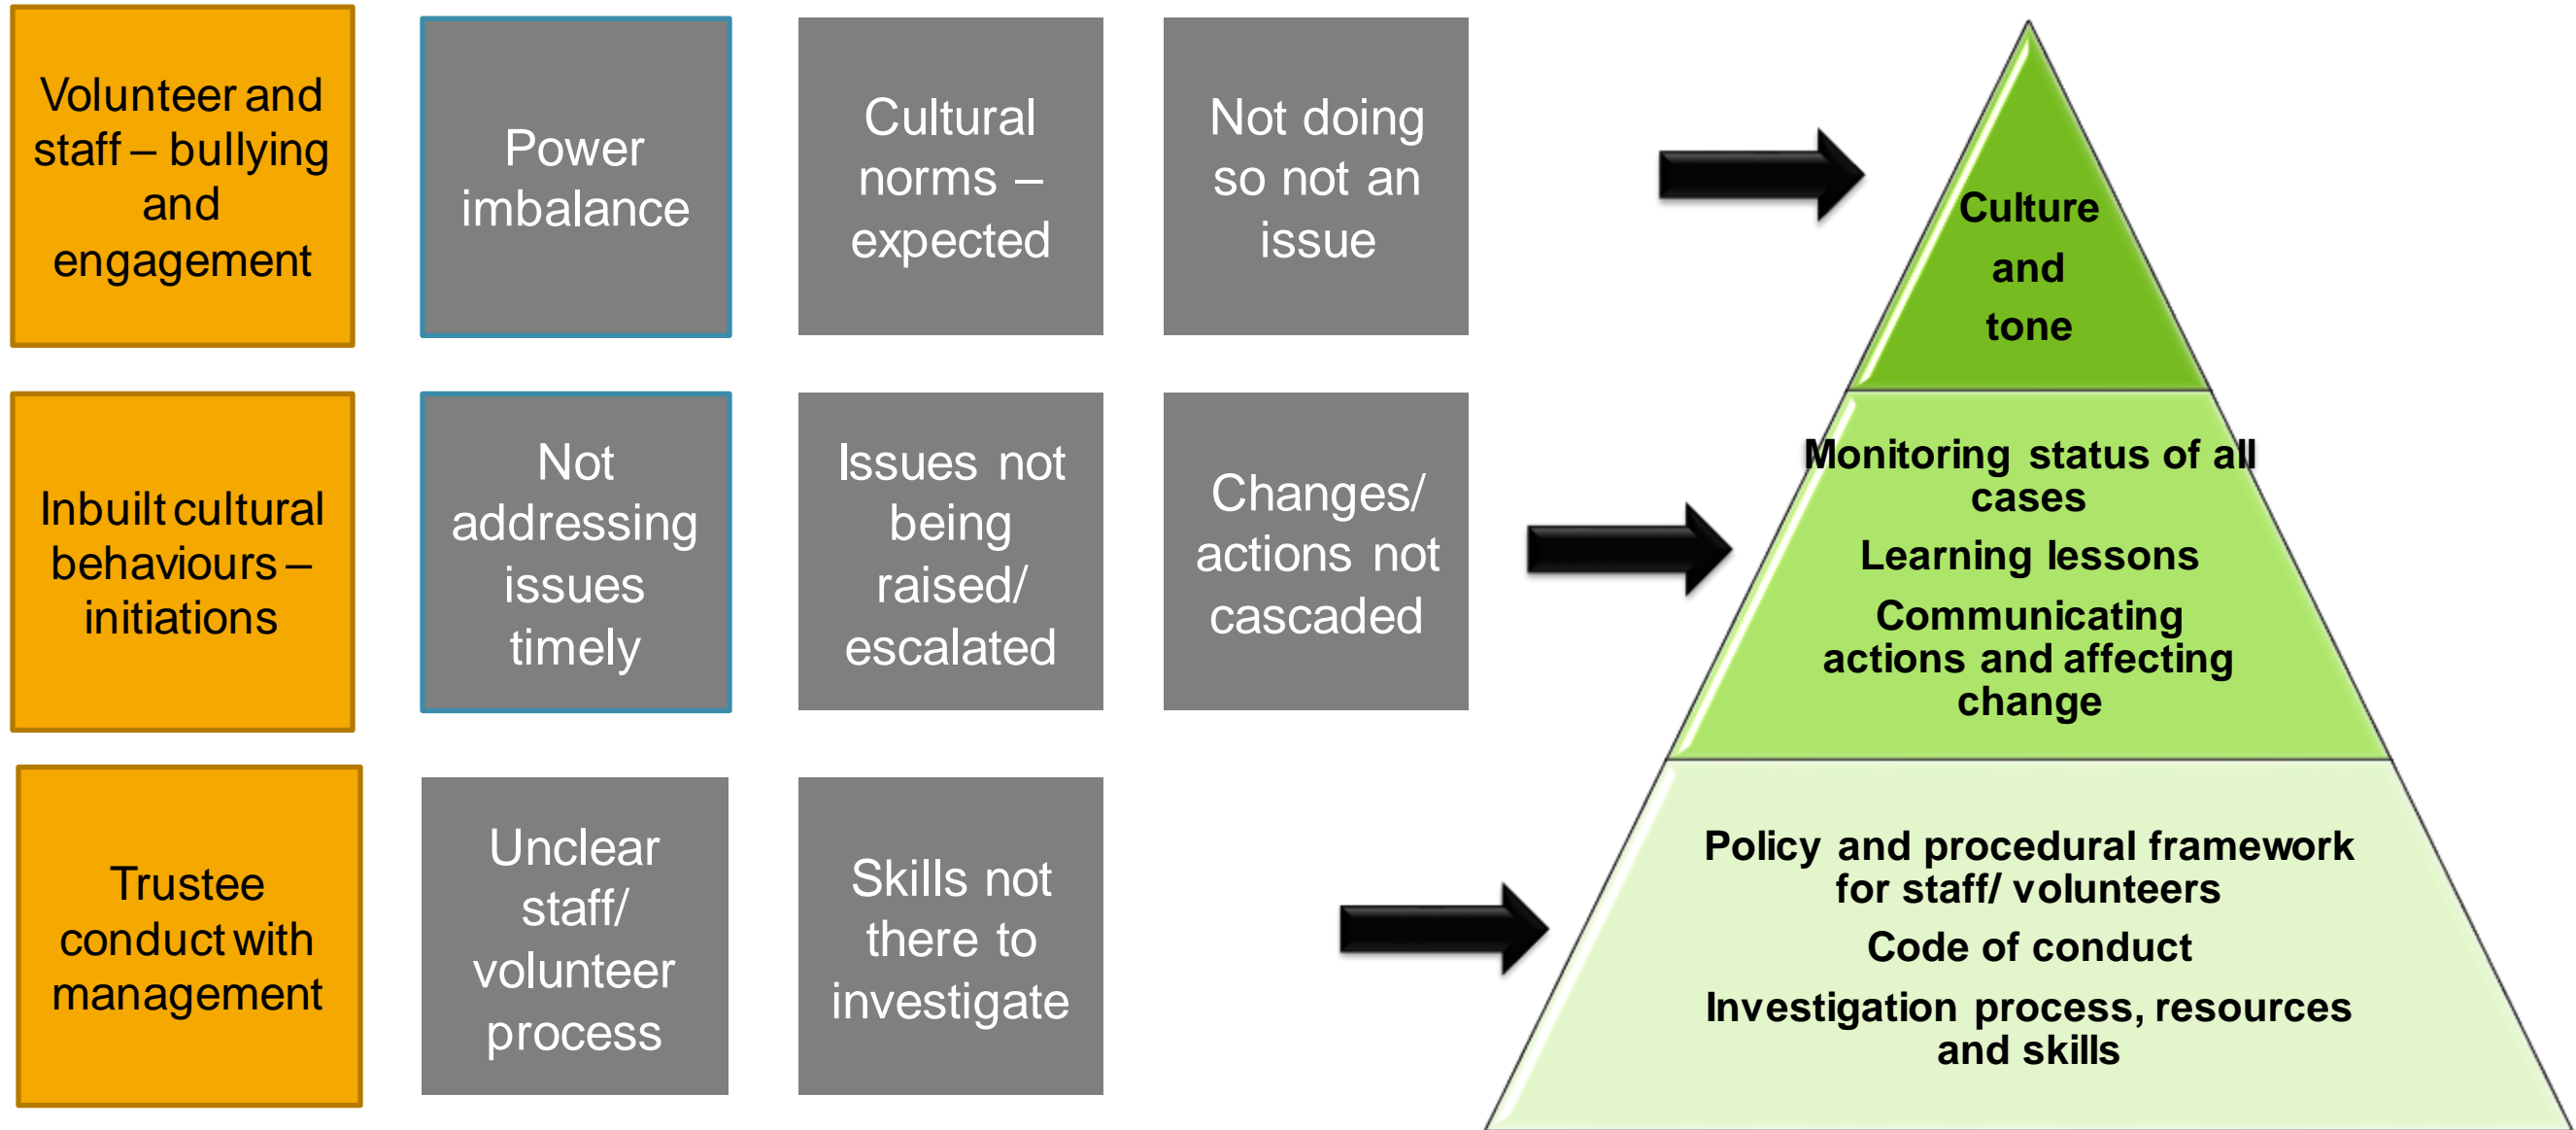 Volunteer and
staff – bullying
and
engagement
Power
imbalance
Cultural
norms –
expected
Not doing
so not an
issue
Culture
and
tone
Inbuilt cultural
behaviours –
initiations
Not
addressing
issues
timely
Issues not
being
raised/
escalated
Changes/
actions not
cascaded
Monitoring status of all
cases
Learning lessons
Communicating
actions and affecting
change
Trustee
conduct with
management
Unclear
staff/
volunteer
process
Skills not
there to
investigate
Policy and procedural framework
for staff/ volunteers
Code of conduct
Investigation process, resources
and skills